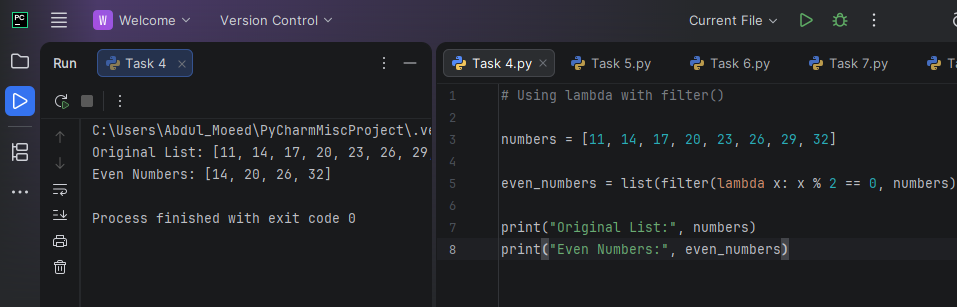 PC
W Welcome
Version Control
Current File
Run
Task 4
C:\Users\Abdul_Moeed\PyCharmMiscProject\.ve
Original List: [11, 14, 17, 20, 23, 26, 29
Even Numbers: [14, 20, 26, 32]
Process finished with exit code 0
Task 4.py
Task 5.py
Task 6.py
Task 7.py
Ta
1 # Using lambda with filter()
2
3 numbers = [11, 14, 17, 20, 23, 26, 29, 32]
4
5 even_numbers = list(filter(lambda x: x % 2 == 0, numbers)
6
7 print("Original List:", numbers)
8 print("Even Numbers:", even_numbers)